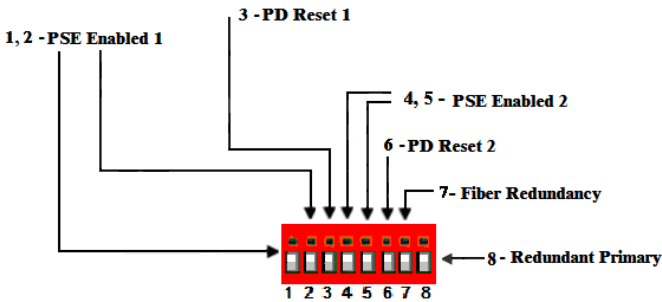 3 - PD Reset 1
1, 2 - PSE Enabled 1
4, 5 - PSE Enabled 2
6 - PD Reset 2
7- Fiber Redundancy
8 - Redundant Primary
1 2 3 4 5 6 7 8